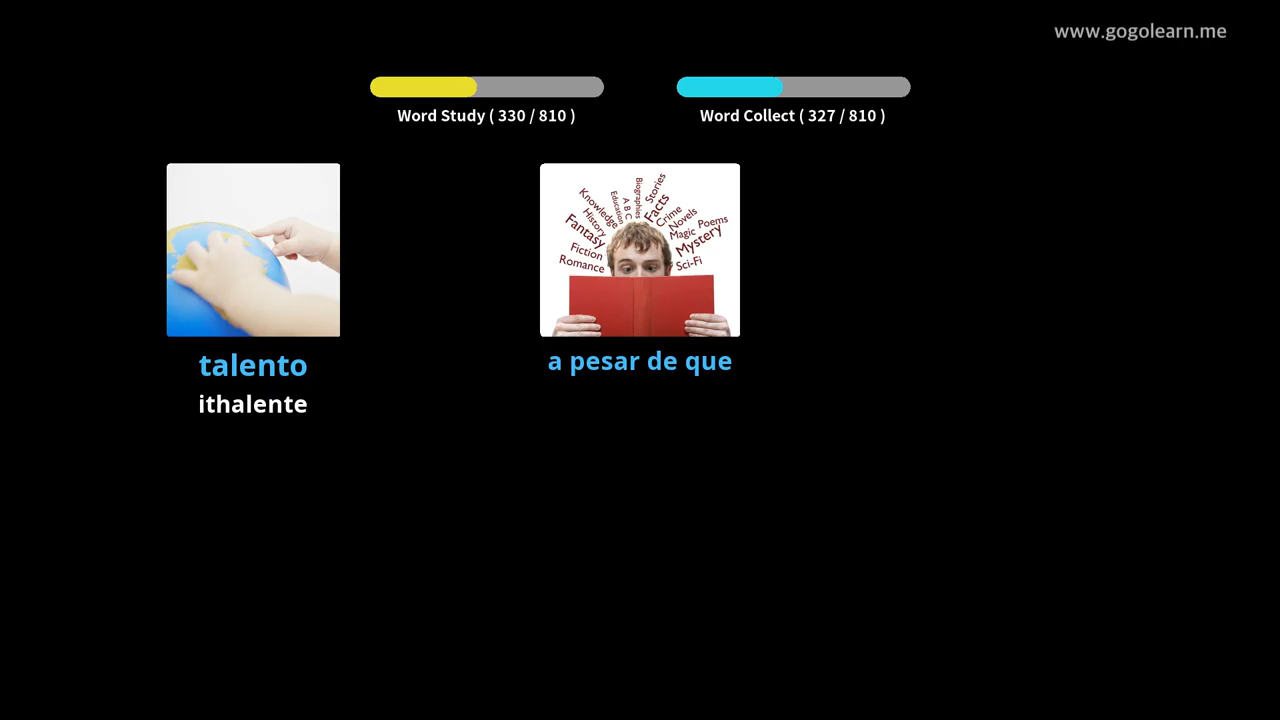 www.gogolearn.me
Word Study ( 330 / 810 )
Word Collect ( 327 / 810 )
Knowledge
History
Fantasy
Fiction
Romance
Education
A B C
Biographies
Stories
Facts
Crime
Novels
Magic
Poems
Mystery
Sci-Fi
talento
ithalente
a pesar de que